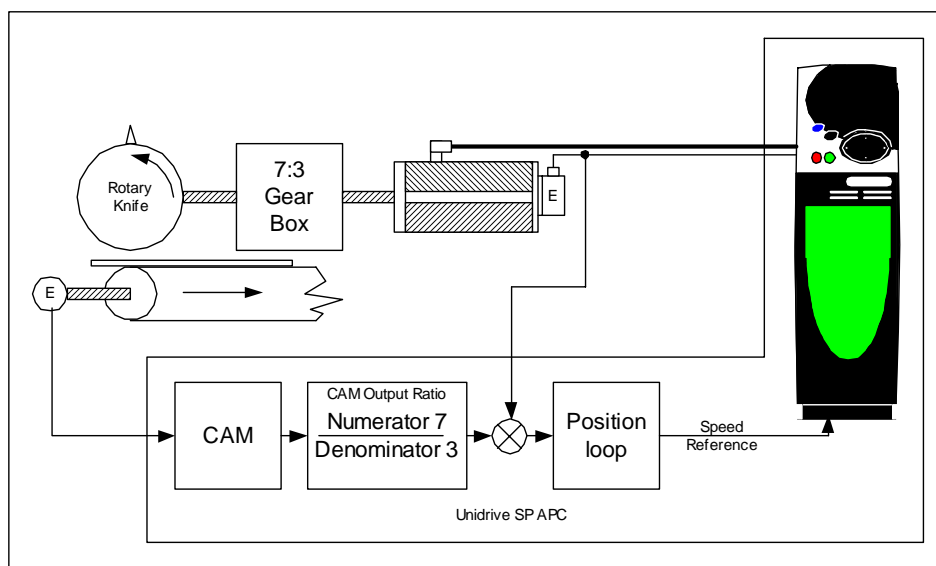 Rotary
Knife
7:3
Gear
Box
E
E
CAM
CAM Output Ratio
Numerator 7
Denominator 3
Position
loop
Speed
Reference
Unidrive SP APC